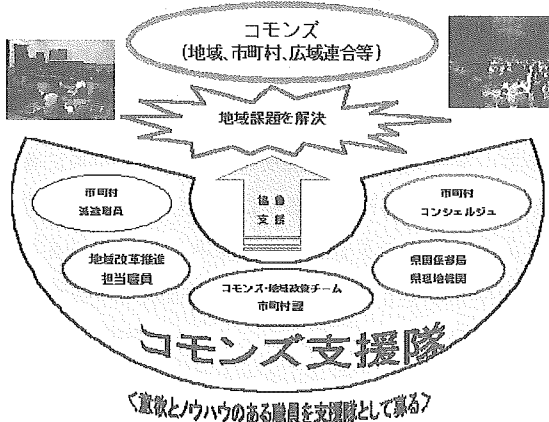 コモンズ
(地域、市町村、広域連合等)
地域課題を解決
協働
支援
市町村
派遣職員
市町村
コンシェルジュ
地域改革推進
担当職員
県関係部局
県現地機関
コモンズ・地域政策チーム
市町村課
コモンズ支援隊
<意欲とノウハウのある職員を支援隊として募る>